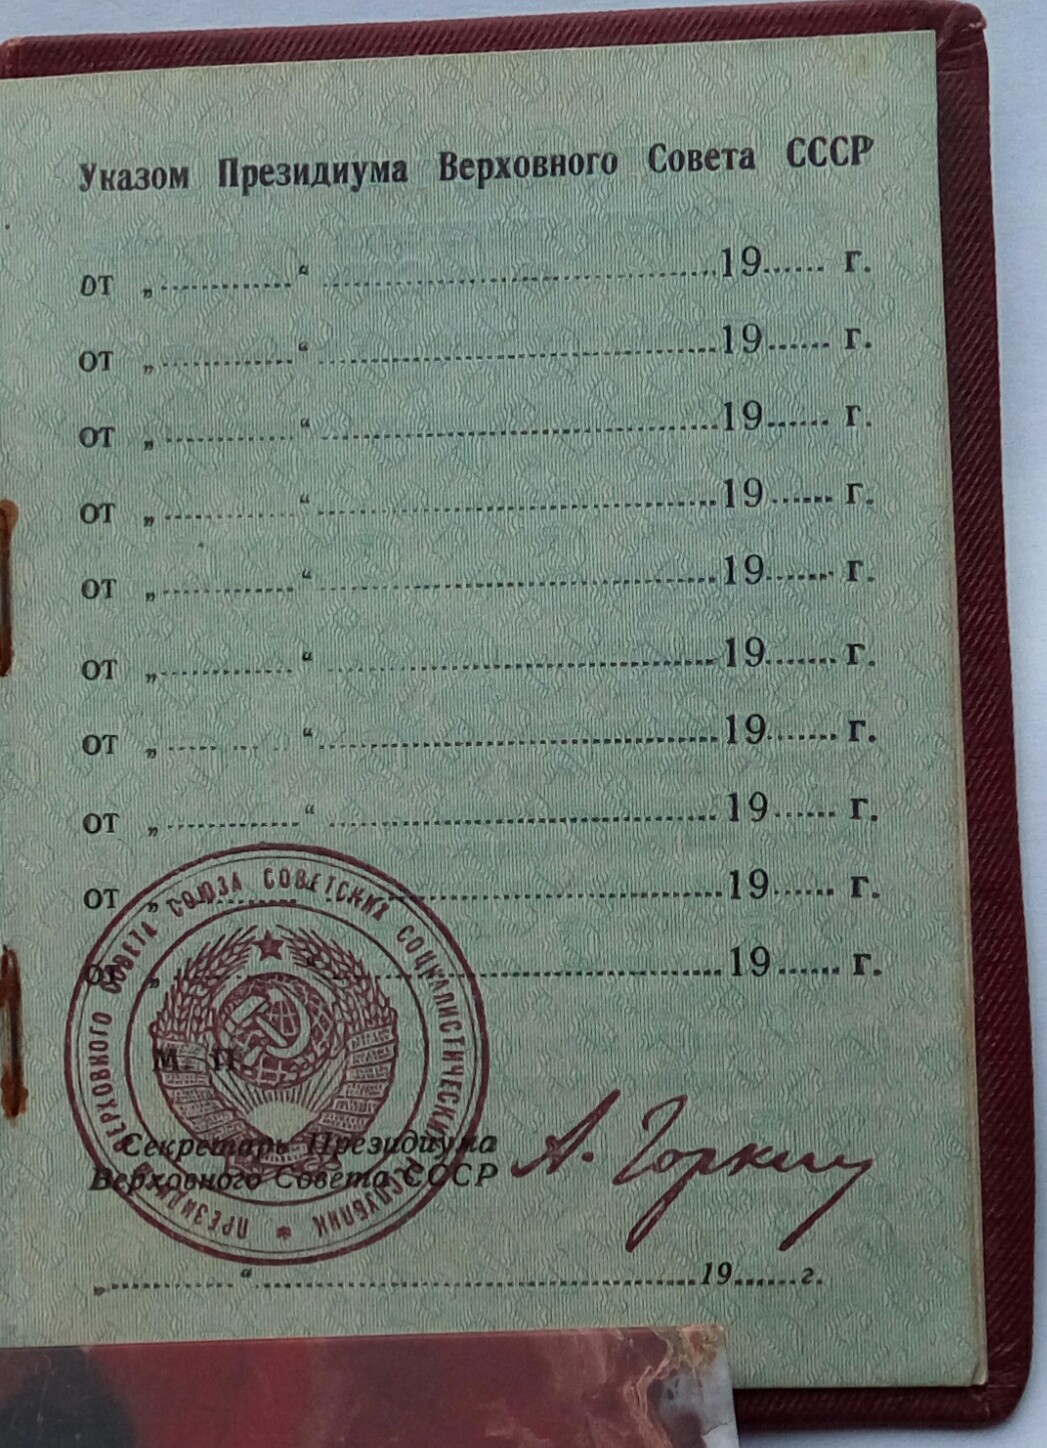 Указом Президиума Верховного Совета СССР
от „..............“ ..........................................19...... г.
от „..............“ ..........................................19...... г.
от „..............“ ..........................................19...... г.
от „..............“ ..........................................19...... г.
от „..............“ ..........................................19...... г.
от „..............“ ..........................................19...... г.
от „..............“ ..........................................19...... г.
от „..............“ ..........................................19...... г.
от „..............“ ..........................................19...... г.
от „..............“ ..........................................19...... г.
ПРЕЗИДИУМ ВЕРХОВНОГО СОВЕТА СОЮЗА СОВЕТСКИХ СОЦИАЛИСТИЧЕСКИХ РЕСПУБЛИК
М. П.
Секретарь Президиума
Верховного Совета СССР
А. Горкин
„..............“..........................................19......г.